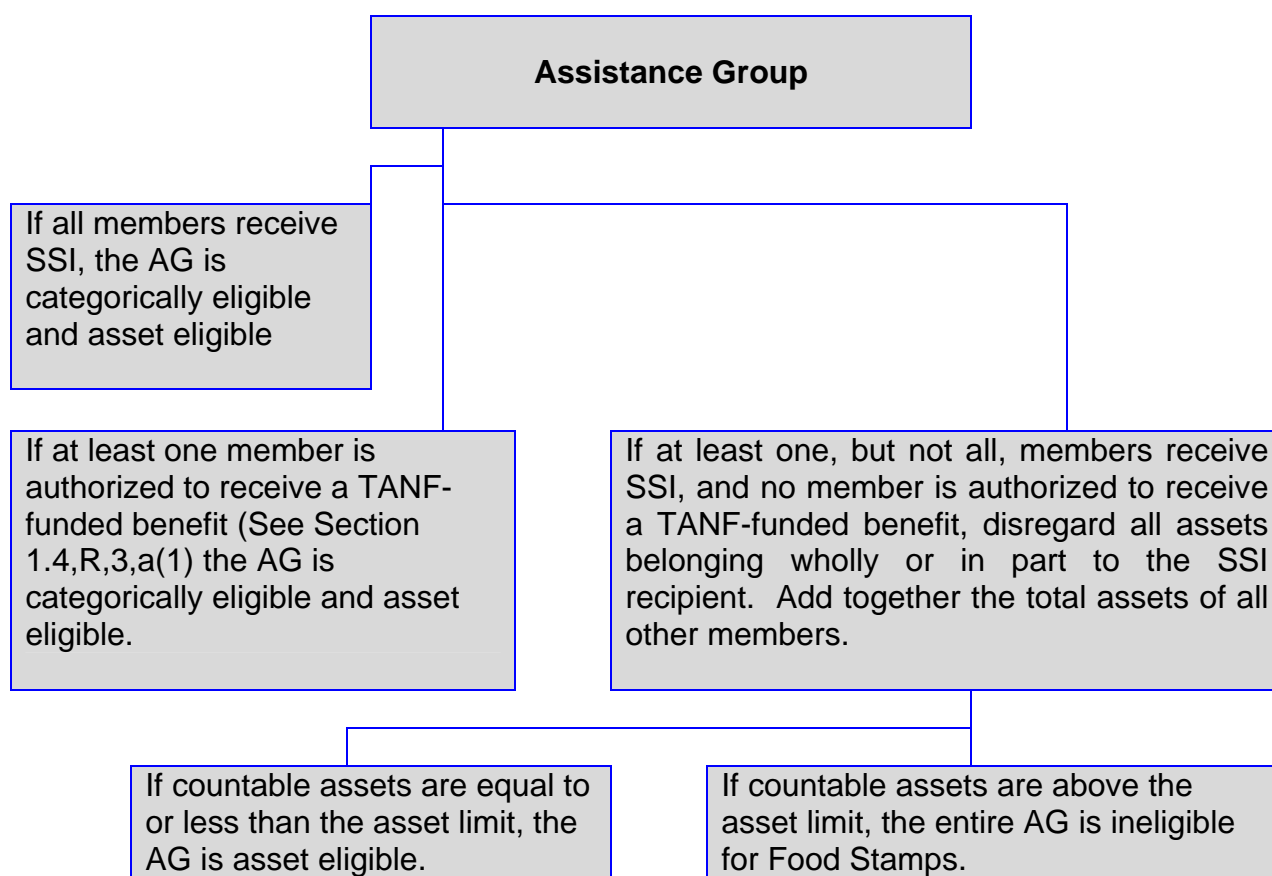 Assistance Group
If all members receive
SSI, the AG is
categorically eligible
and asset eligible
If at least one member is
authorized to receive a TANF-
funded benefit (See Section
1.4,R,3,a(1) the AG is
categorically eligible and asset
eligible.
If at least one, but not all, members receive
SSI, and no member is authorized to receive
a TANF-funded benefit, disregard all assets
belonging wholly or in part to the SSI
recipient. Add together the total assets of all
other members.
If countable assets are equal to
or less than the asset limit, the
AG is asset eligible.
If countable assets are above the
asset limit, the entire AG is ineligible
for Food Stamps.